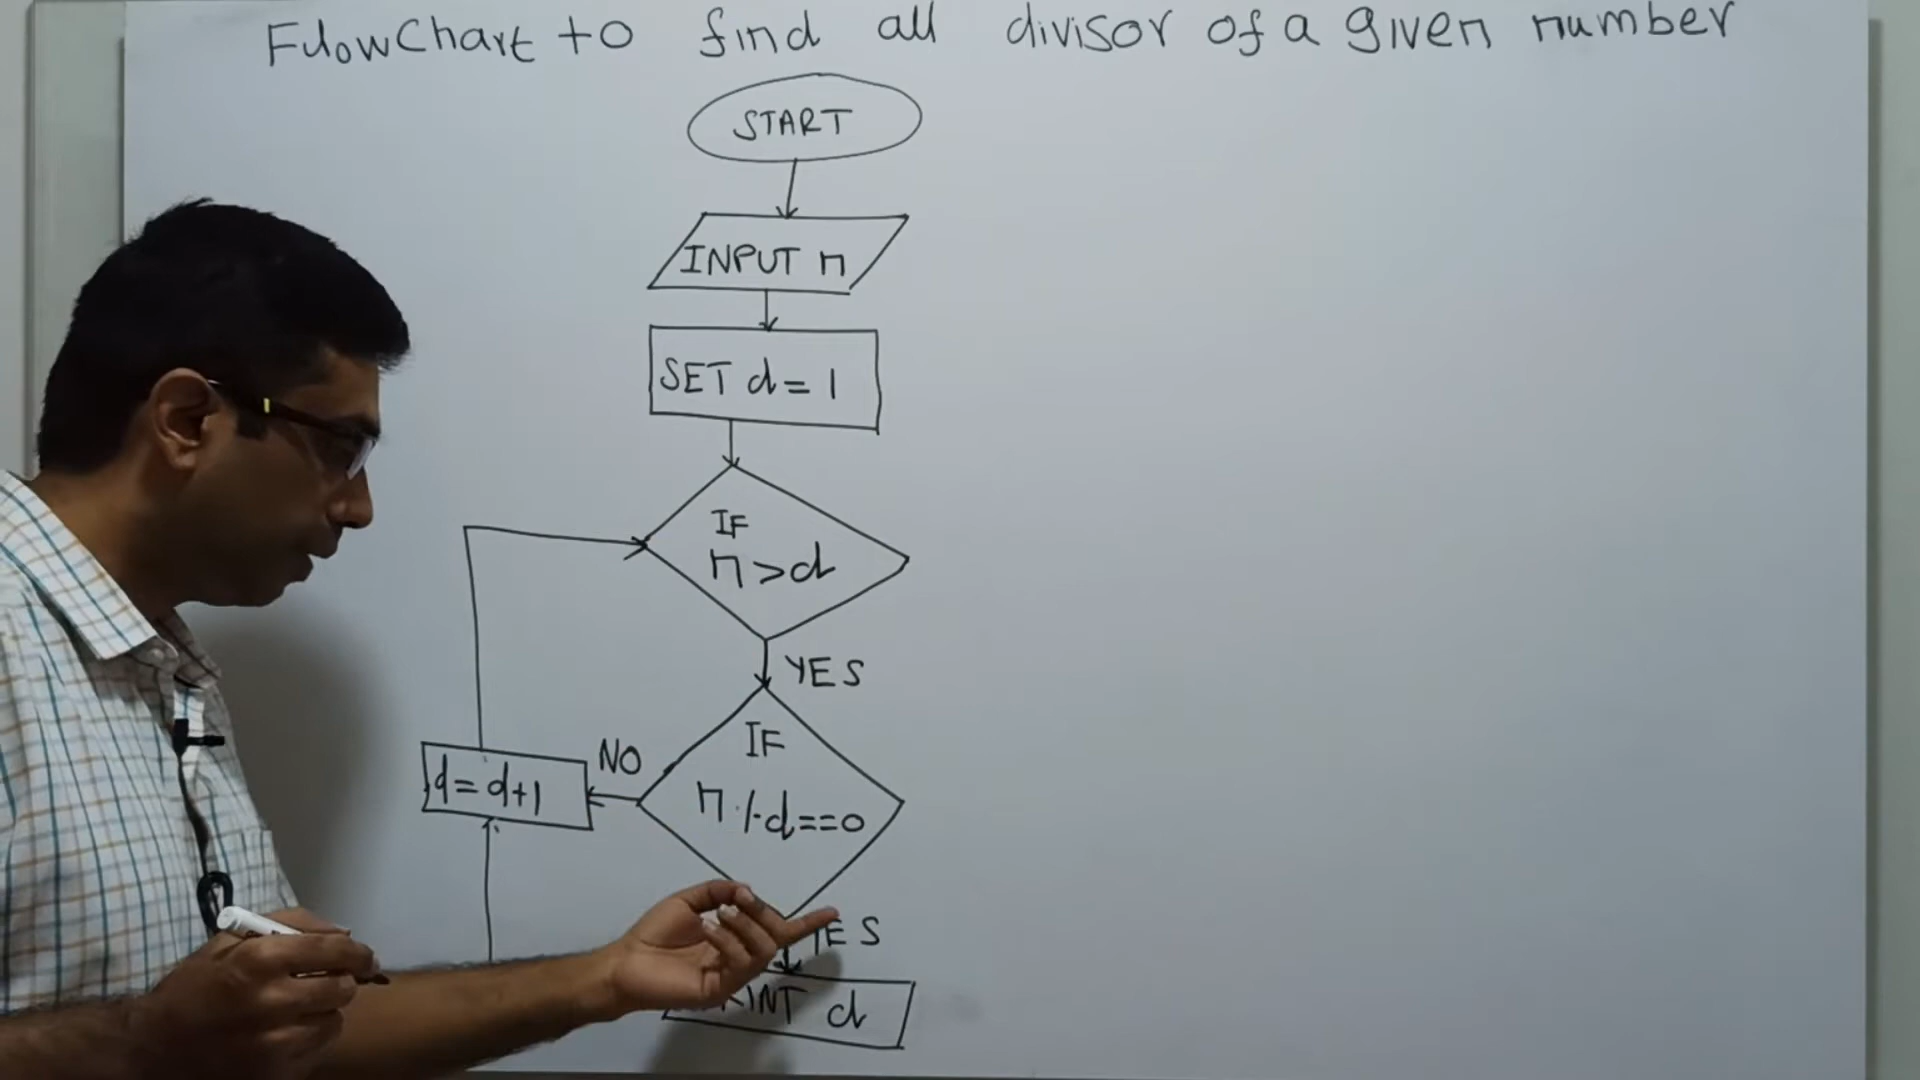 Flowchart to find all divisor of a given number
START
INPUT n
SET d = 1
IF
n > d
YES
IF
NO
n % d == 0
d = d+1
YES
PRINT d